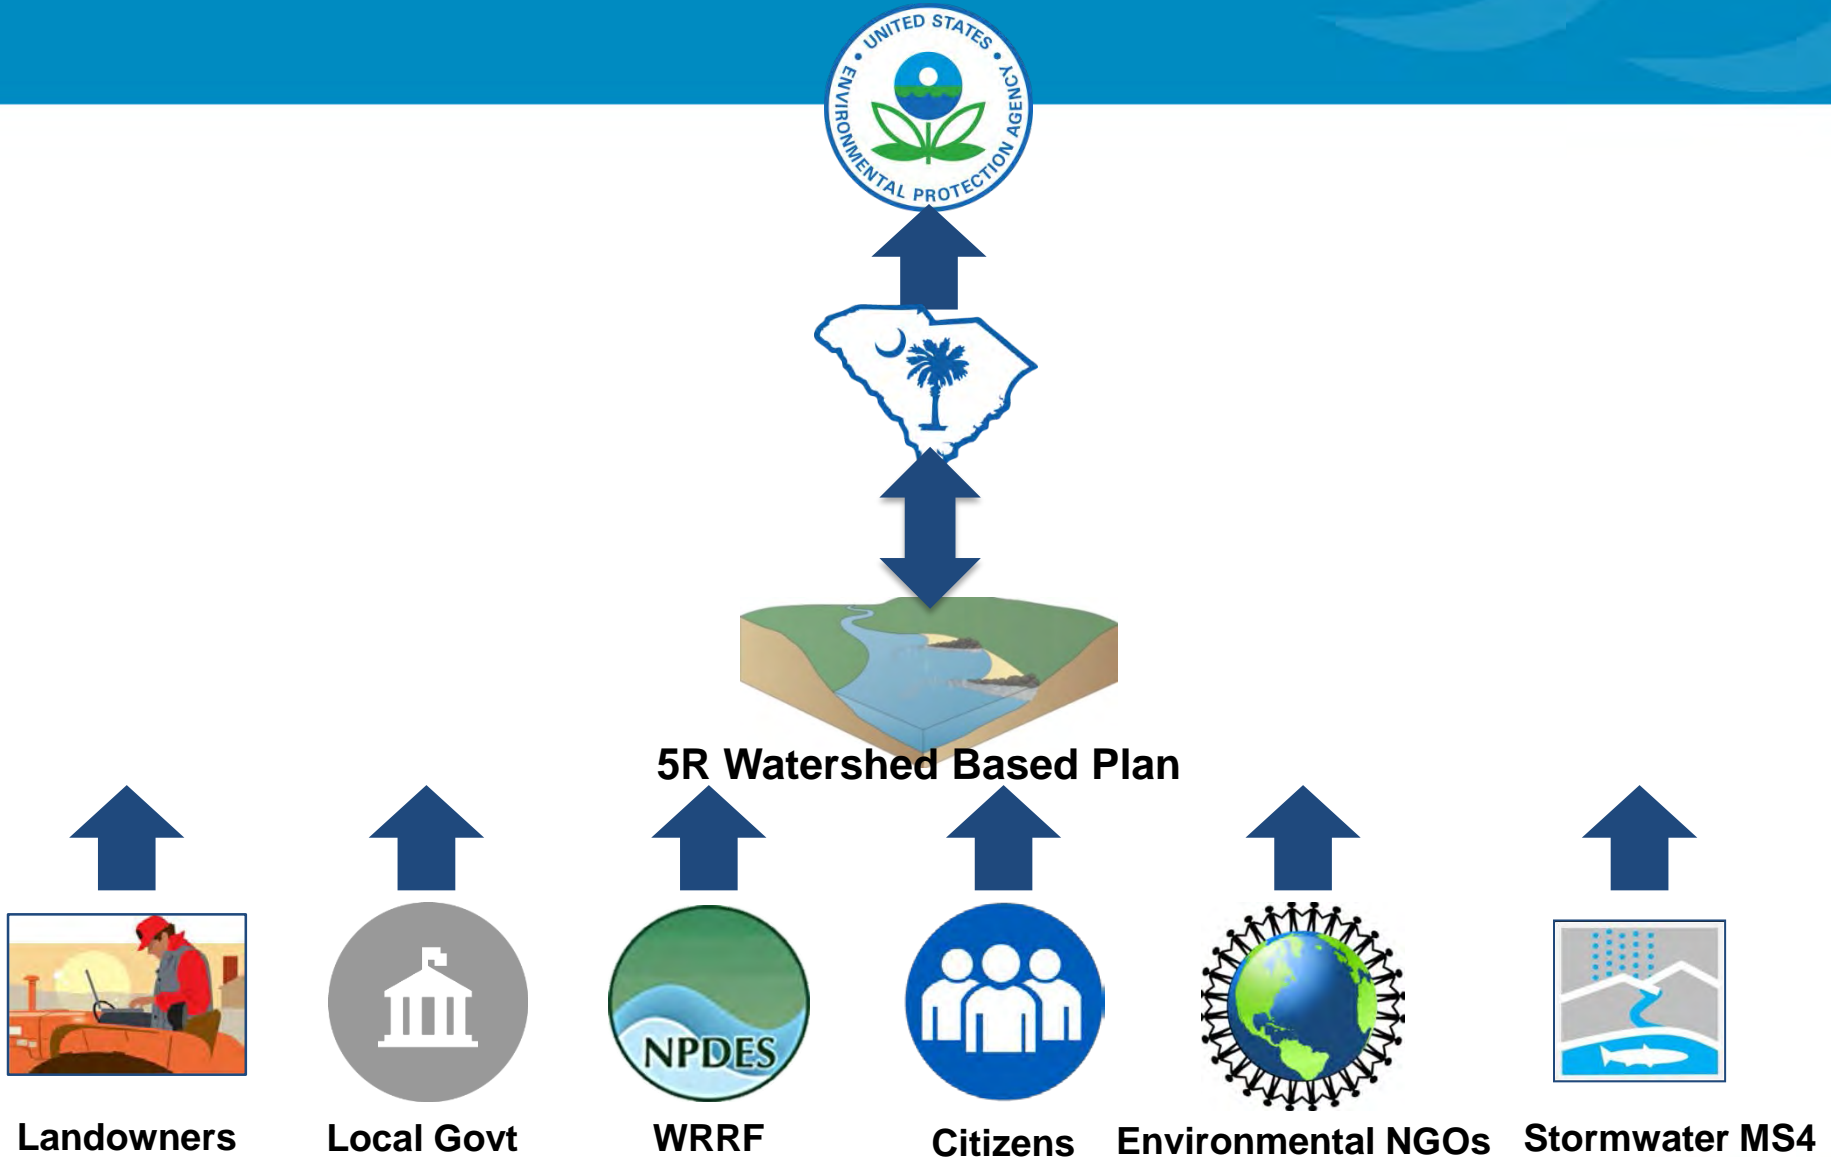 UNITED STATES • ENVIRONMENTAL PROTECTION AGENCY •
5R Watershed Based Plan
NPDES
Landowners
Local Govt
WRRF
Citizens
Environmental NGOs
Stormwater MS4